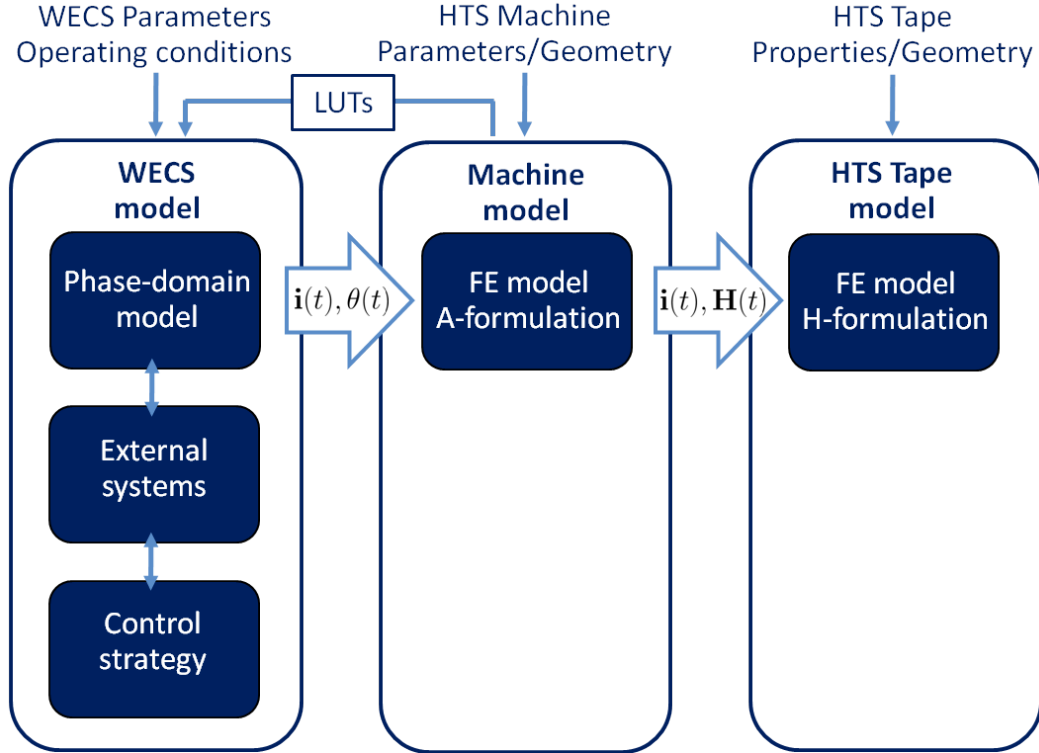 WECS Parameters
Operating conditions
HTS Machine
Parameters/Geometry
HTS Tape
Properties/Geometry
LUTs
WECS
model
Phase-domain
model
External
systems
Control
strategy
i(t), θ(t)
Machine
model
FE model
A-formulation
i(t), H(t)
HTS Tape
model
FE model
H-formulation